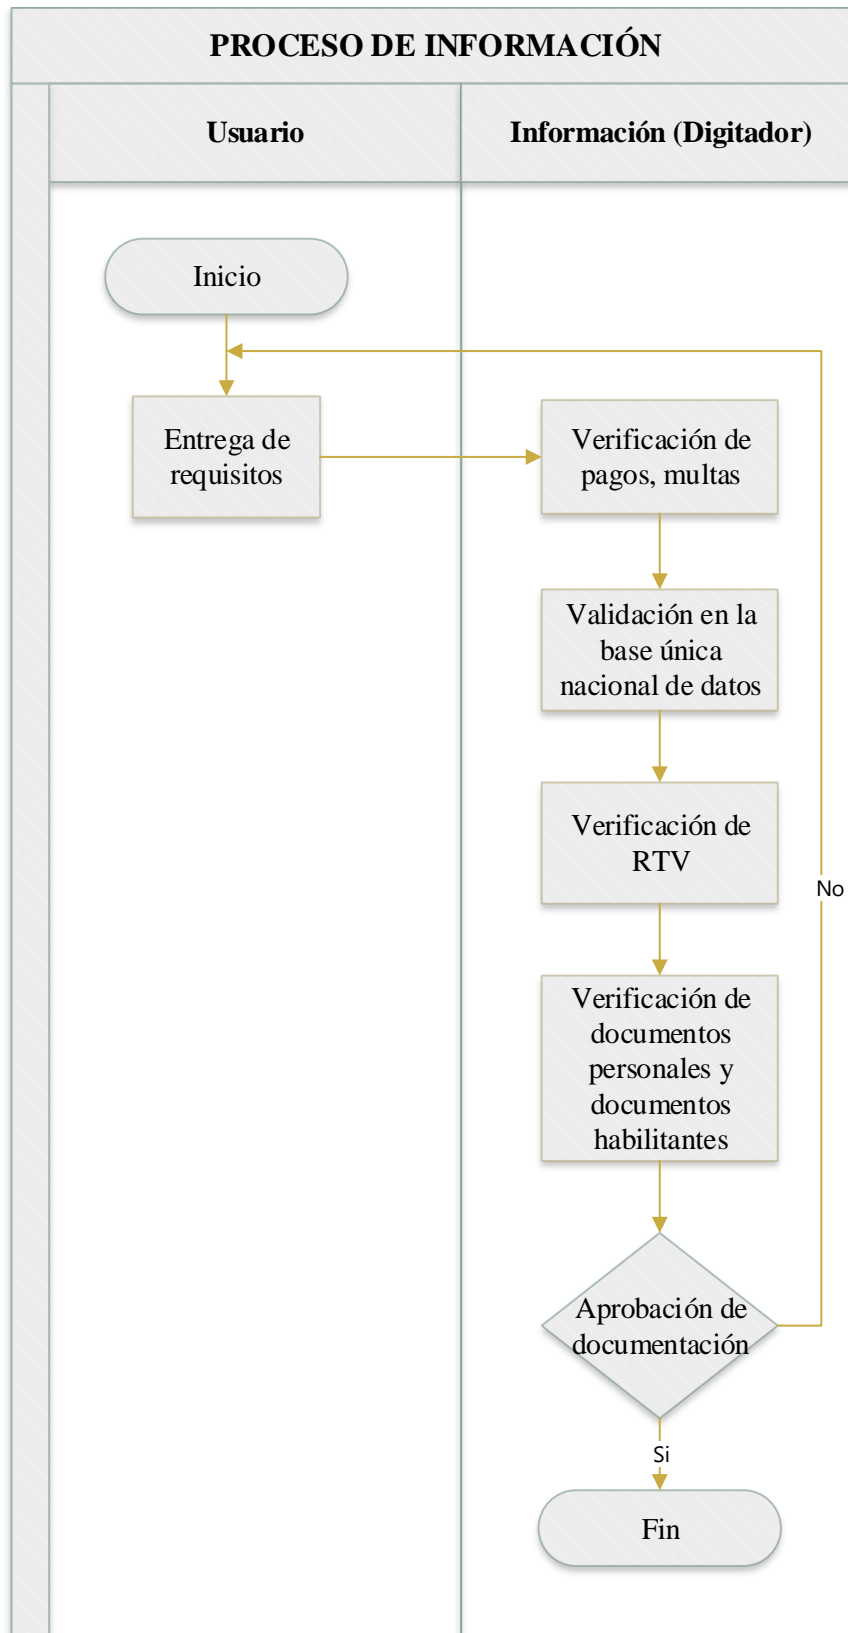 PROCESO DE INFORMACIÓN
Usuario
Información (Digitador)
Inicio
Entrega de
requisitos
Verificación de
pagos, multas
Validación en la
base única
nacional de datos
Verificación de
RTV
No
Verificación de
documentos
personales y
documentos
habilitantes
Aprobación de
documentación
Si
Fin